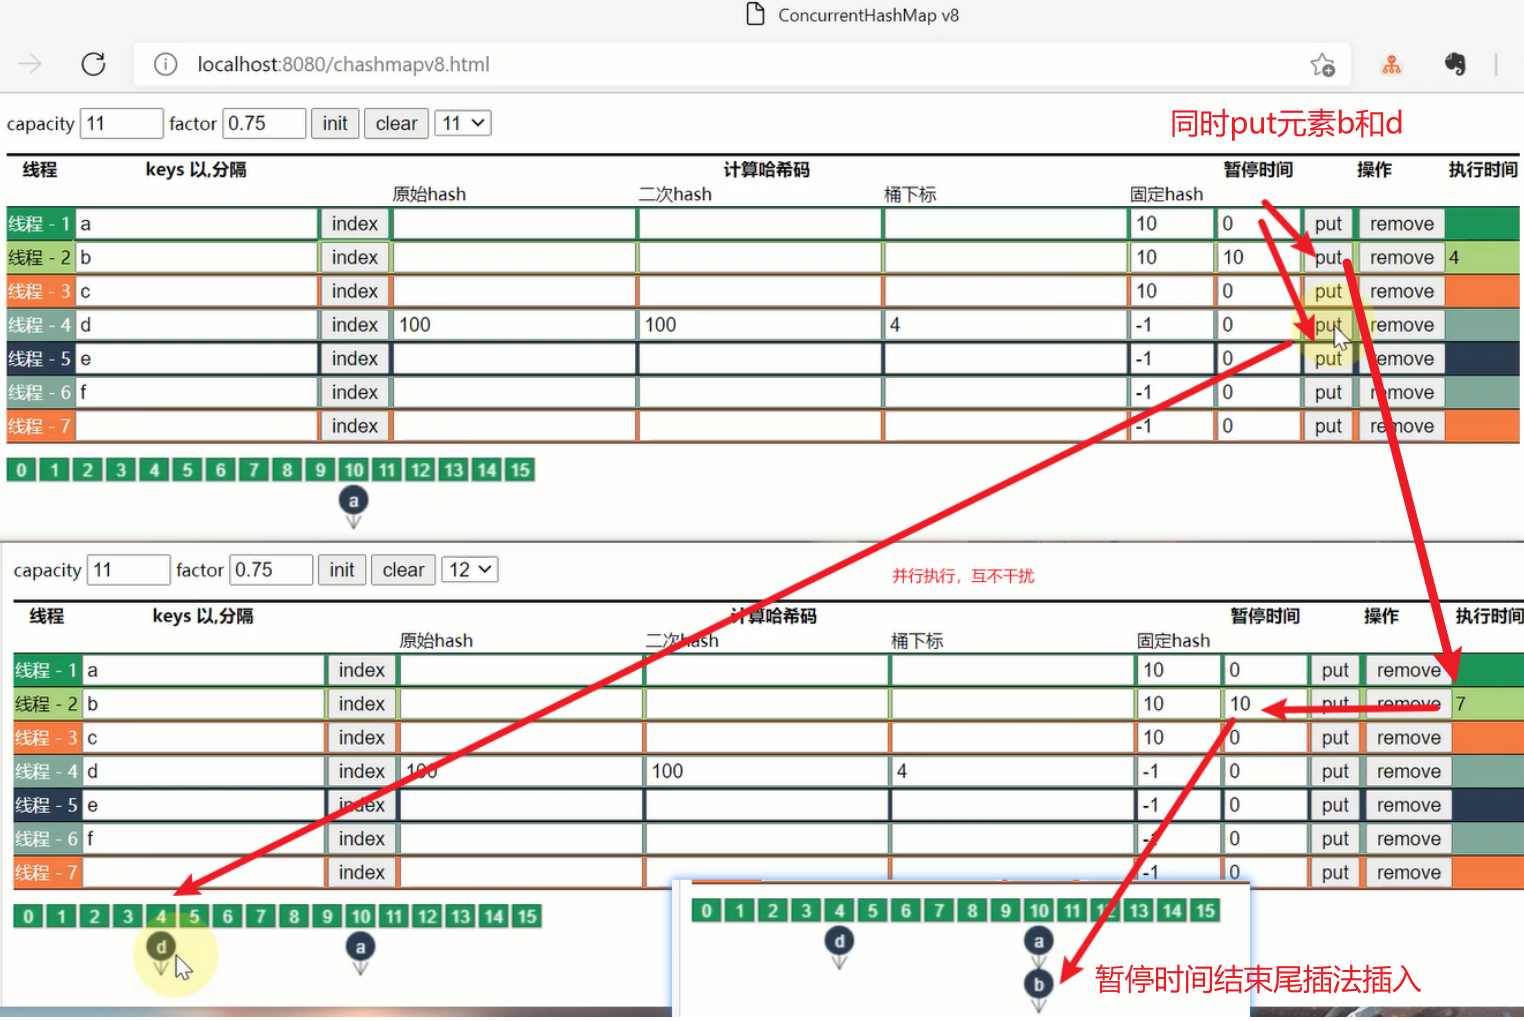 ConcurrentHashMap v8
localhost:8080/chashmapv8.html
capacity 11 factor 0.75 init clear 11
同时put元素b和d
线程 keys 以,分隔 计算哈希码 暂停时间 操作 执行时间
原始hash 二次hash 桶下标 固定hash
线程 - 1 a index 10 0 put remove
线程 - 2 b index 10 10 put remove 4
线程 - 3 c index 10 0 put remove
线程 - 4 d index 100 100 4 -1 0 put remove
线程 - 5 e index -1 0 put remove
线程 - 6 f index -1 0 put remove
线程 - 7 index -1 0 put remove
0 1 2 3 4 5 6 7 8 9 10 11 12 13 14 15
a
capacity 11 factor 0.75 init clear 12
并行执行，互不干扰
线程 keys 以,分隔 计算哈希码 暂停时间 操作 执行时间
原始hash 二次hash 桶下标 固定hash
线程 - 1 a index 10 0 put remove
线程 - 2 b index 10 10 put remove 7
线程 - 3 c index 10 0 put remove
线程 - 4 d index 100 100 4 -1 0 put remove
线程 - 5 e index -1 0 put remove
线程 - 6 f index -1 0 put remove
线程 - 7 index -1 0 put remove
0 1 2 3 4 5 6 7 8 9 10 11 12 13 14 15
d a
0 1 2 3 4 5 6 7 8 9 10 11 12 13 14 15
d a
b
暂停时间结束尾插法插入